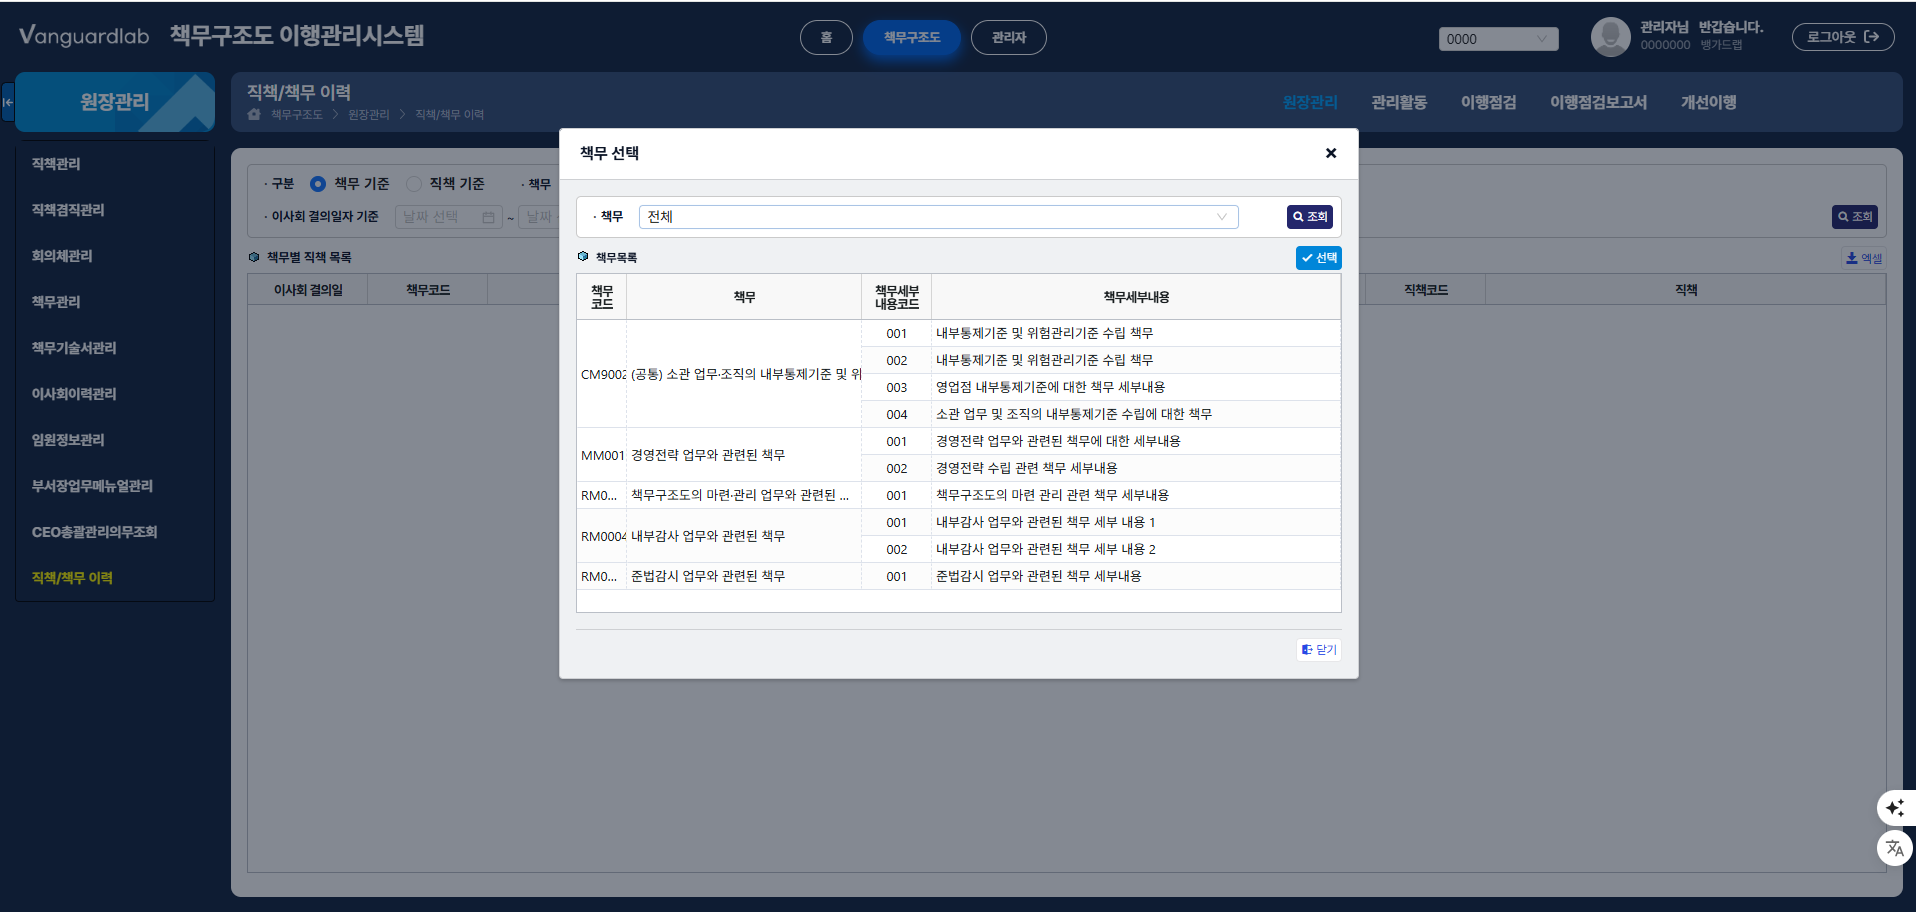 Vanguardlab 책무구조도 이행관리시스템
홈
책무구조도
관리자
0000
관리자님 반갑습니다.
0000000 뱅가드랩
로그아웃
원장관리
직책관리
직책겸직관리
회의체관리
책무관리
책무기술서관리
이사회이력관리
임원정보관리
부서장업무메뉴얼관리
CEO총괄관리의무조회
직책/책무 이력
직책/책무 이력
책무구조도 > 원장관리 > 직책/책무 이력
원장관리
관리활동
이행점검
이행점검보고서
개선이행
· 구분 책무 기준 직책 기준 · 책무
· 이사회 결의일자 기준 날짜 선택 ~ 날짜
조회
책무별 직책 목록
엑셀
이사회 결의일 책무코드 직책코드 직책
책무 선택
· 책무 전체 조회
책무목록
선택
책무
코드
책무
책무세부
내용코드
책무세부내용
CM9002 (공통) 소관 업무·조직의 내부통제기준 및 위
001 내부통제기준 및 위험관리기준 수립 책무
002 내부통제기준 및 위험관리기준 수립 책무
003 영업점 내부통제기준에 대한 책무 세부내용
004 소관 업무 및 조직의 내부통제기준 수립에 대한 책무
MM001 경영전략 업무와 관련된 책무
001 경영전략 업무와 관련된 책무에 대한 세부내용
002 경영전략 수립 관련 책무 세부내용
RM0... 책무구조도의 마련·관리 업무와 관련된 ... 001 책무구조도의 마련 관리 관련 책무 세부내용
RM0004 내부감사 업무와 관련된 책무
001 내부감사 업무와 관련된 책무 세부 내용 1
002 내부감사 업무와 관련된 책무 세부 내용 2
RM0... 준법감시 업무와 관련된 책무 001 준법감시 업무와 관련된 책무 세부내용
닫기